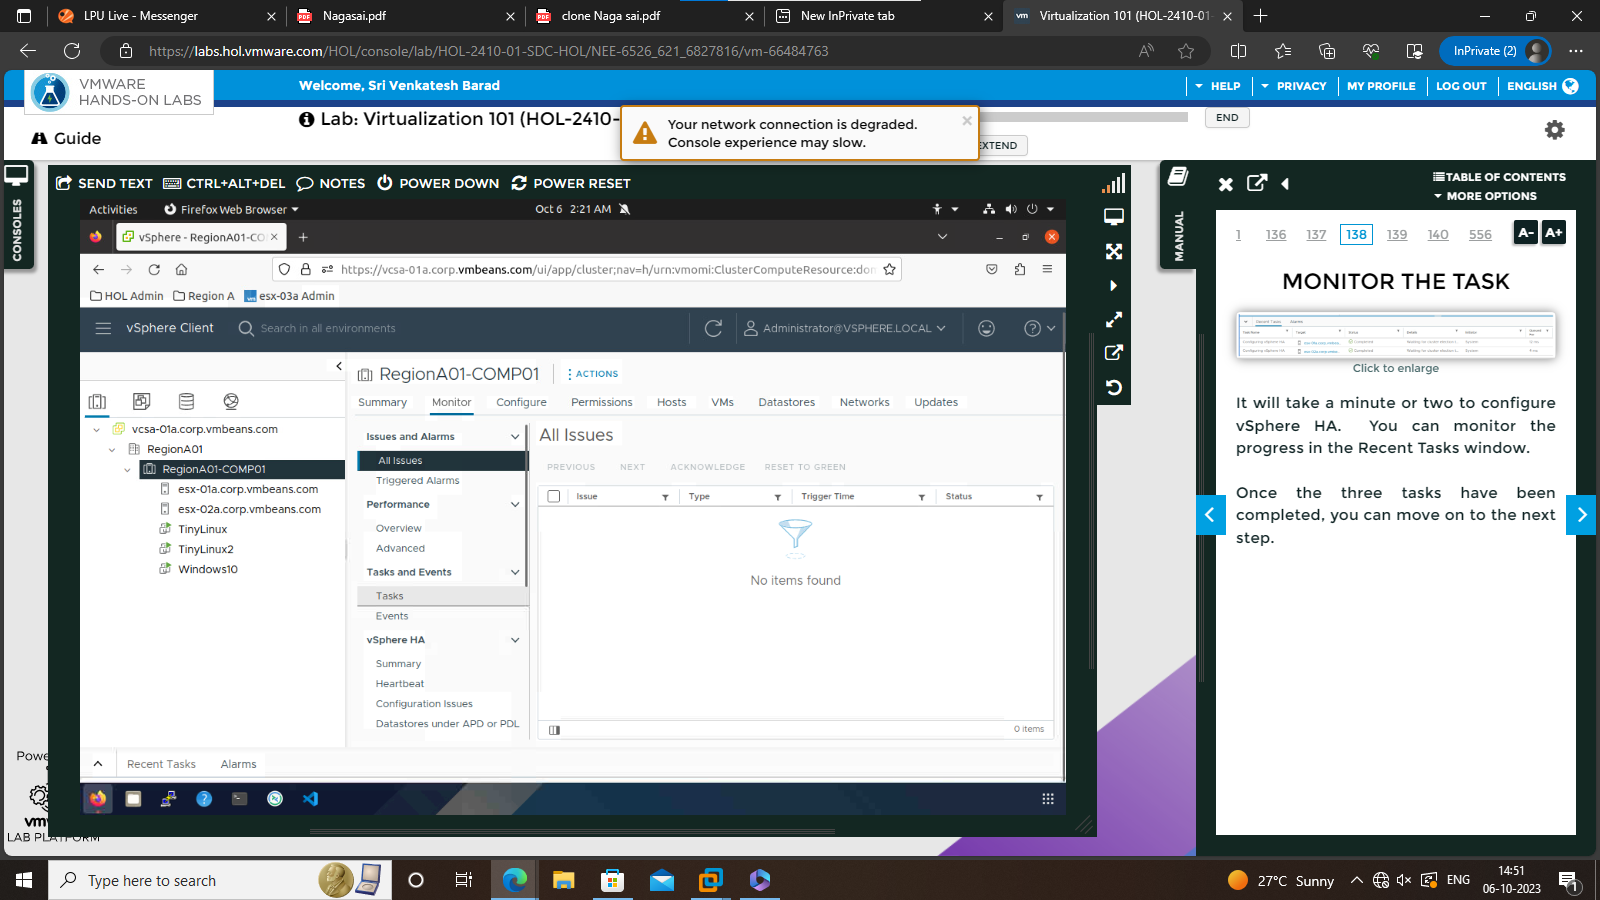 LPU Live - Messenger
Nagasai.pdf
clone Naga sai.pdf
New InPrivate tab
Virtualization 101 (HOL-2410-01-
https://labs.hol.vmware.com/HOL/console/lab/HOL-2410-01-SDC-HOL/NEE-6526_621_6827816/vm-66484763
InPrivate (2)
VMWARE
HANDS-ON LABS
Welcome, Sri Venkatesh Barad
HELP
PRIVACY
MY PROFILE
LOG OUT
ENGLISH
Lab: Virtualization 101 (HOL-2410-
Your network connection is degraded.
Console experience may slow.
END
EXTEND
Guide
CONSOLES
SEND TEXT
CTRL+ALT+DEL
NOTES
POWER DOWN
POWER RESET
Activities
Firefox Web Browser
Oct 6 2:21 AM
vSphere - RegionA01-CO
https://vcsa-01a.corp.vmbeans.com/ui/app/cluster;nav=h/urn:vmomi:ClusterComputeResource:don
HOL Admin
Region A
esx-03a Admin
vSphere Client
Search in all environments
Administrator@VSPHERE.LOCAL
RegionA01-COMP01
ACTIONS
Summary
Monitor
Configure
Permissions
Hosts
VMs
Datastores
Networks
Updates
vcsa-01a.corp.vmbeans.com
RegionA01
RegionA01-COMP01
esx-01a.corp.vmbeans.com
esx-02a.corp.vmbeans.com
TinyLinux
TinyLinux2
Windows10
Issues and Alarms
All Issues
Triggered Alarms
Performance
Overview
Advanced
Tasks and Events
Tasks
Events
vSphere HA
Summary
Heartbeat
Configuration Issues
Datastores under APD or PDL
All Issues
PREVIOUS
NEXT
ACKNOWLEDGE
RESET TO GREEN
Issue
Type
Trigger Time
Status
No items found
0 items
Recent Tasks
Alarms
Powe
vmw
LAB PLATFORM
MANUAL
TABLE OF CONTENTS
MORE OPTIONS
1
136
137
138
139
140
556
A-
A+
MONITOR THE TASK
Click to enlarge
It will take a minute or two to configure
vSphere HA. You can monitor the
progress in the Recent Tasks window.
Once the three tasks have been
completed, you can move on to the next
step.
Type here to search
27°C Sunny
ENG
14:51
06-10-2023
1